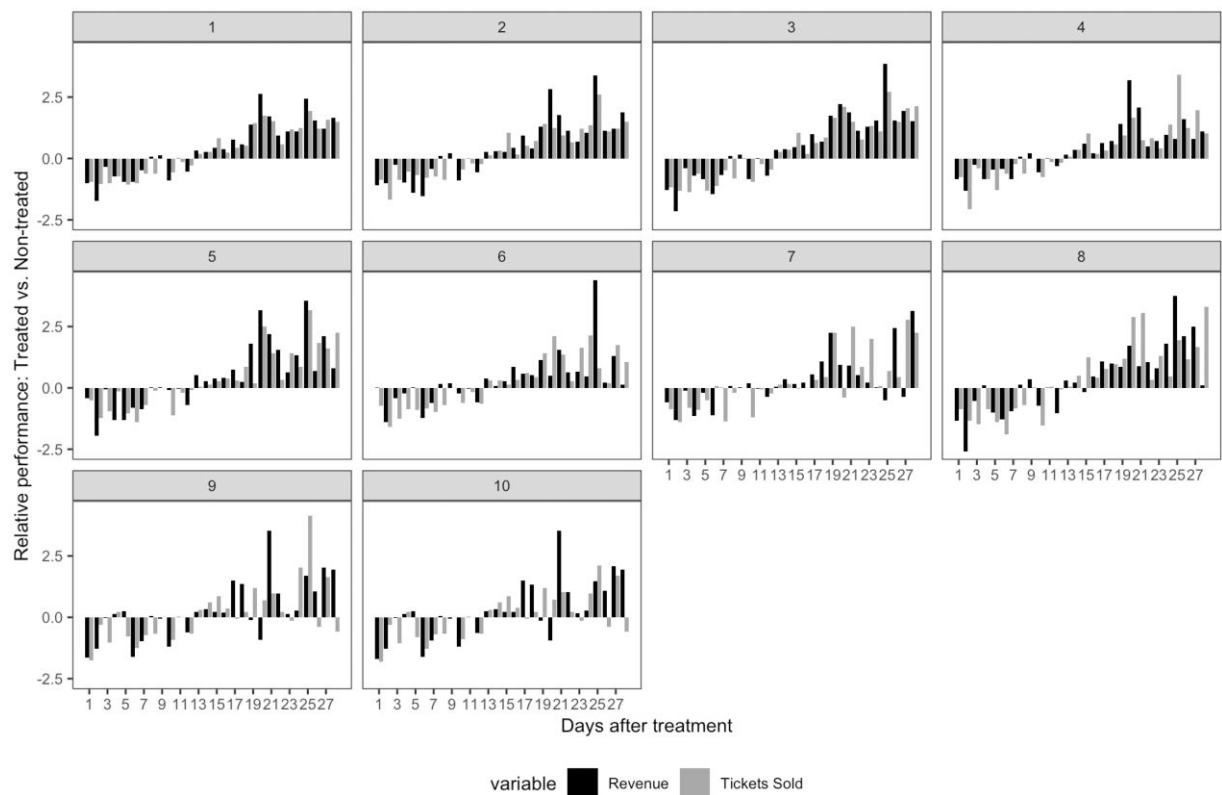 1 2 3 4
2.5
0.0
-2.5
5 6 7 8
2.5
0.0
-2.5
1 3 5 7 9 11 13 15 17 19 21 23 25 27 1 3 5 7 9 11 13 15 17 19 21 23 25 27
9 10
2.5
0.0
-2.5
1 3 5 7 9 11 13 15 17 19 21 23 25 27 1 3 5 7 9 11 13 15 17 19 21 23 25 27
Relative performance: Treated vs. Non-treated
Days after treatment
variable Revenue Tickets Sold